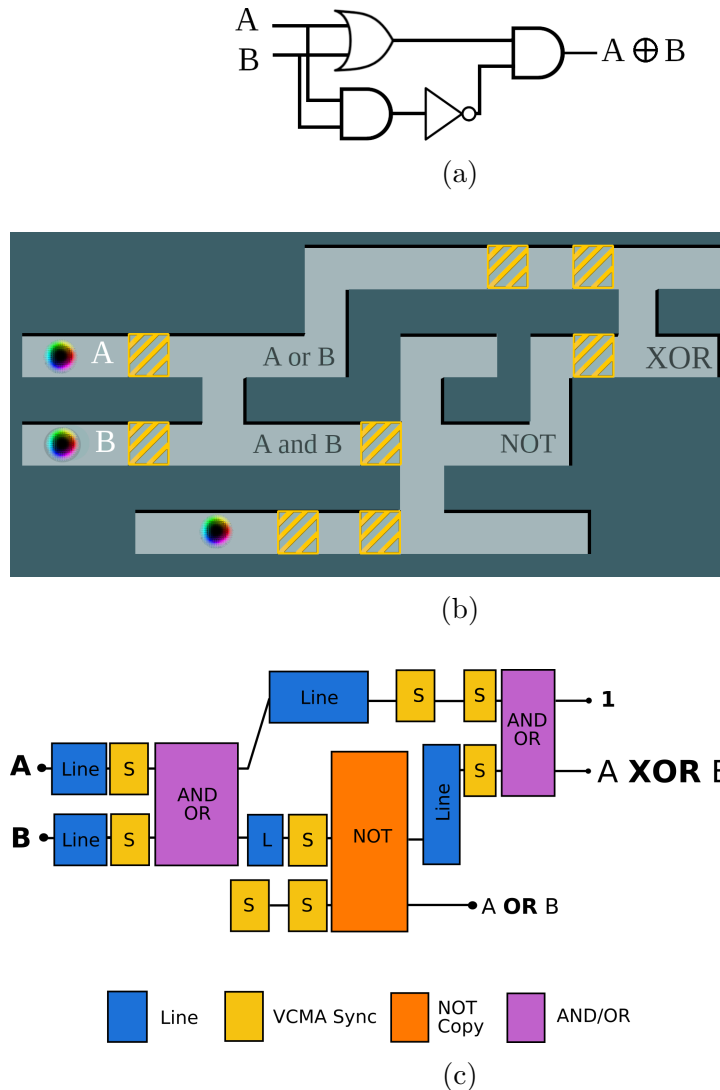 A
B
A ⊕ B
(a)
A
A or B
XOR
B
A and B
NOT
(b)
Line
S
S
1
AND
OR
A
Line
S
AND
OR
Line
S
A XOR B
B
Line
S
L
S
NOT
S
S
A OR B
Line
VCMA Sync
NOT
Copy
AND/OR
(c)